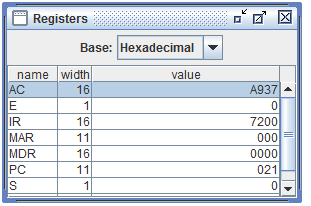 Registers
Base: Hexadecimal
name width value
AC 16 A937
E 1 0
IR 16 7200
MAR 11 000
MDR 16 0000
PC 11 021
S 1 0